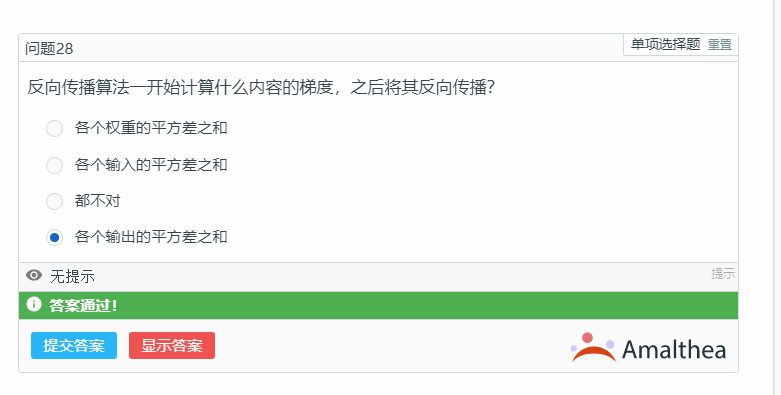 问题28
单项选择题 重置
反向传播算法一开始计算什么内容的梯度，之后将其反向传播？
各个权重的平方差之和
各个输入的平方差之和
都不对
各个输出的平方差之和
无提示
提示
答案通过！
提交答案 显示答案
Amalthea